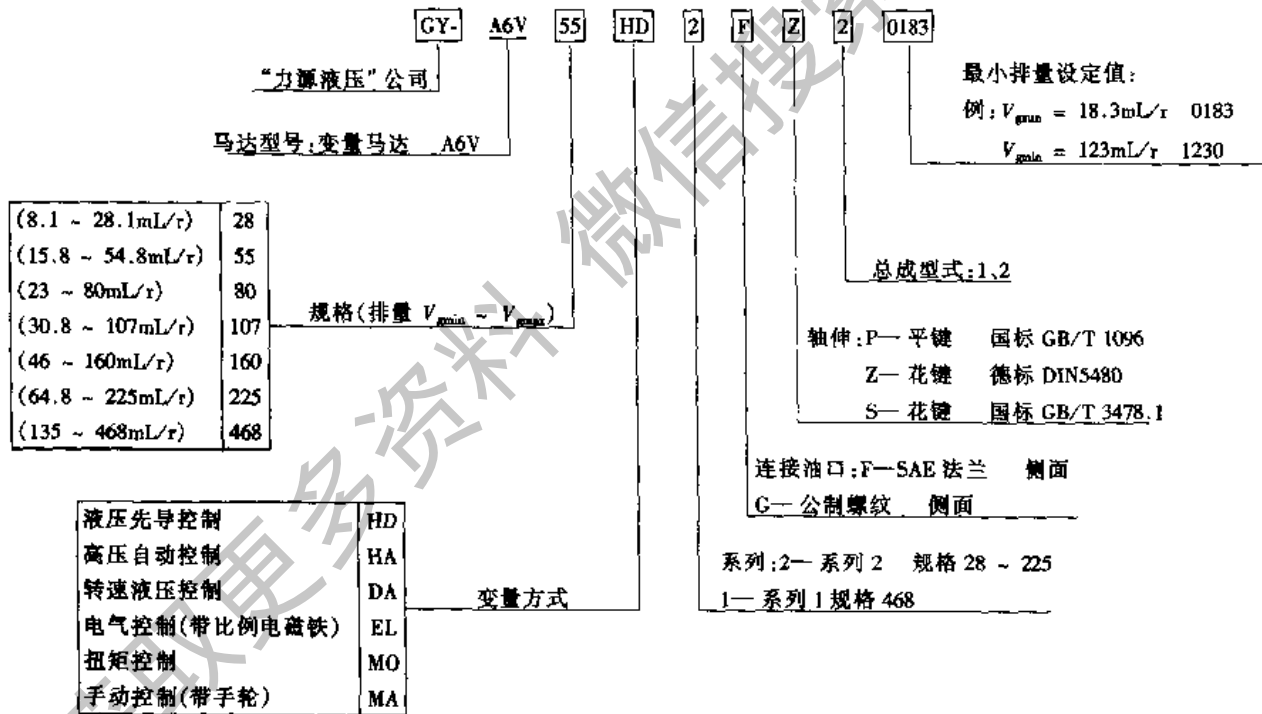 GY- A6V 55 HD 2 F Z 2 0183
“力源液压”公司
马达型号:变量马达 A6V
最小排量设定值:
例:Vgmin = 18.3mL/r 0183
Vgmin = 123mL/r 1230
(8.1 ~ 28.1mL/r) 28
(15.8 ~ 54.8mL/r) 55
(23 ~ 80mL/r) 80
(30.8 ~ 107mL/r) 107
(46 ~ 160mL/r) 160
(64.8 ~ 225mL/r) 225
(135 ~ 468mL/r) 468
规格(排量 Vgmin ~ Vgmax)
总成型式:1、2
轴伸:P— 平键 国标 GB/T 1096
Z— 花键 德标 DIN5480
S— 花键 国标 GB/T 3478.1
连接油口:F—SAE 法兰 侧面
G— 公制螺纹 侧面
系列:2— 系列 2 规格 28 ~ 225
1— 系列 1 规格 468
液压先导控制 HD
高压自动控制 HA
转速液压控制 DA
电气控制(带比例电磁铁) EL
扭矩控制 MO
手动控制(带手轮) MA
变量方式
取更多资料 微信搜索